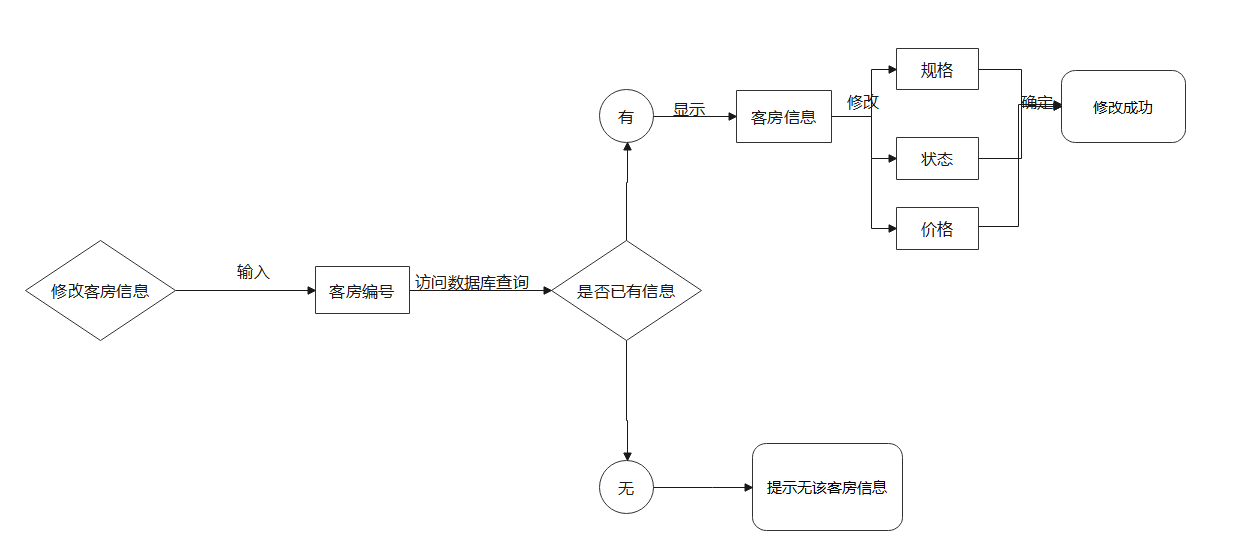 修改客房信息
输入
客房编号
访问数据库查询
是否已有信息
有
显示
客房信息
修改
规格
状态
价格
确定
修改成功
无
提示无该客房信息